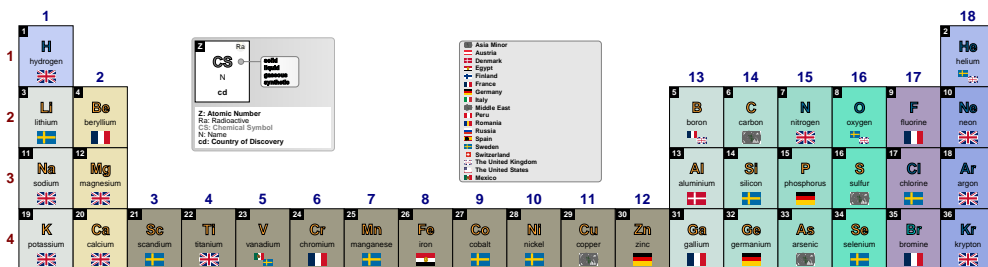 1 18
1 H hydrogen
2 He helium
Z Ra
CS
N
cd
solid
liquid
gaseous
synthetic
Z: Atomic Number
Ra: Radioactive
CS: Chemical Symbol
N: Name
cd: Country of Discovery
Asia Minor
Austria
Denmark
Egypt
Finland
France
Germany
Italy
Middle East
Peru
Romania
Russia
Spain
Sweden
Switzerland
The United Kingdom
The United States
Mexico
1
2 13 14 15 16 17
2
3 Li lithium
4 Be beryllium
5 B boron
6 C carbon
7 N nitrogen
8 O oxygen
9 F fluorine
10 Ne neon
3
11 Na sodium
12 Mg magnesium
13 Al aluminium
14 Si silicon
15 P phosphorus
16 S sulfur
17 Cl chlorine
18 Ar argon
3 4 5 6 7 8 9 10 11 12
4
19 K potassium
20 Ca calcium
21 Sc scandium
22 Ti titanium
23 V vanadium
24 Cr chromium
25 Mn manganese
26 Fe iron
27 Co cobalt
28 Ni nickel
29 Cu copper
30 Zn zinc
31 Ga gallium
32 Ge germanium
33 As arsenic
34 Se selenium
35 Br bromine
36 Kr krypton